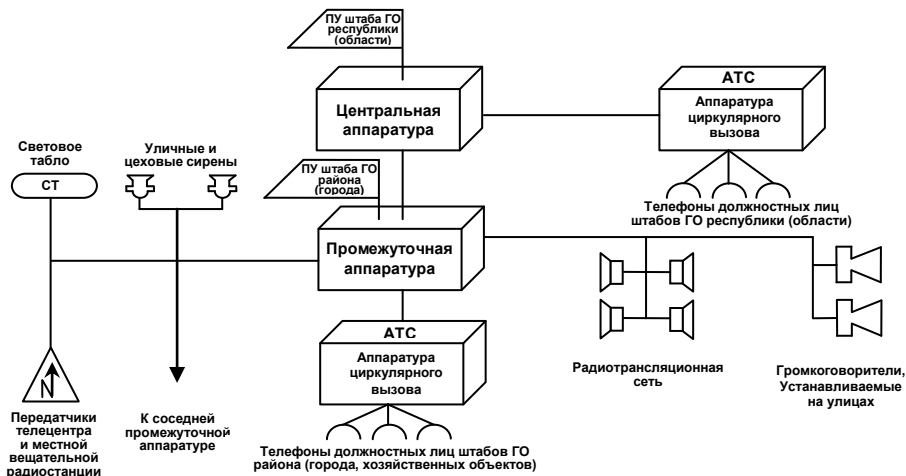 ПУ штаба ГО
республики
(области)
АТС
Аппаратура
циркулярного
вызова
Центральная
аппаратура
Световое
табло
СТ
Уличные и
цеховые сирены
ПУ штаба ГО
района
(города)
Телефоны должностных лиц
штабов ГО республики (области)
Промежуточная
аппаратура
АТС
Аппаратура
циркулярного
вызова
Радиотрансляционная
сеть
Громкоговорители,
Устанавливаемые
на улицах
Передатчики
телецентра
и местной
вещательной
радиостанции
К соседней
промежуточной
аппаратуре
Телефоны должностных лиц штабов ГО
района (города, хозяйственных объектов)